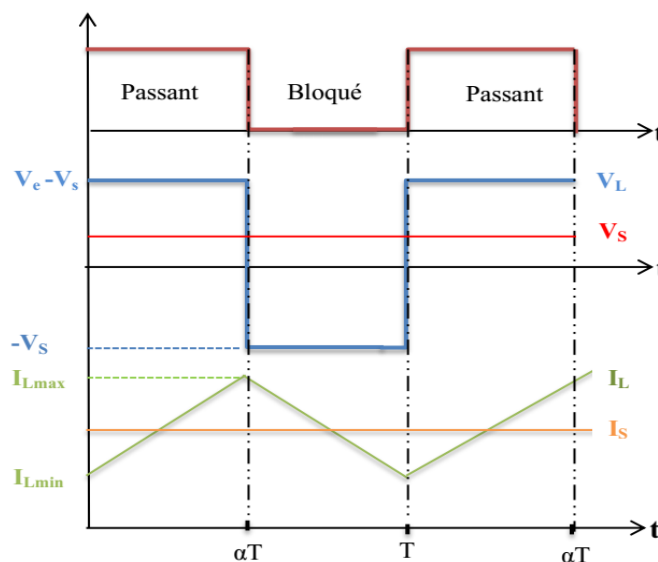 Passant Bloqué Passant
t
Ve -Vs VL
VS
t
-VS
ILmax IL
IS
ILmin
t
αT T αT